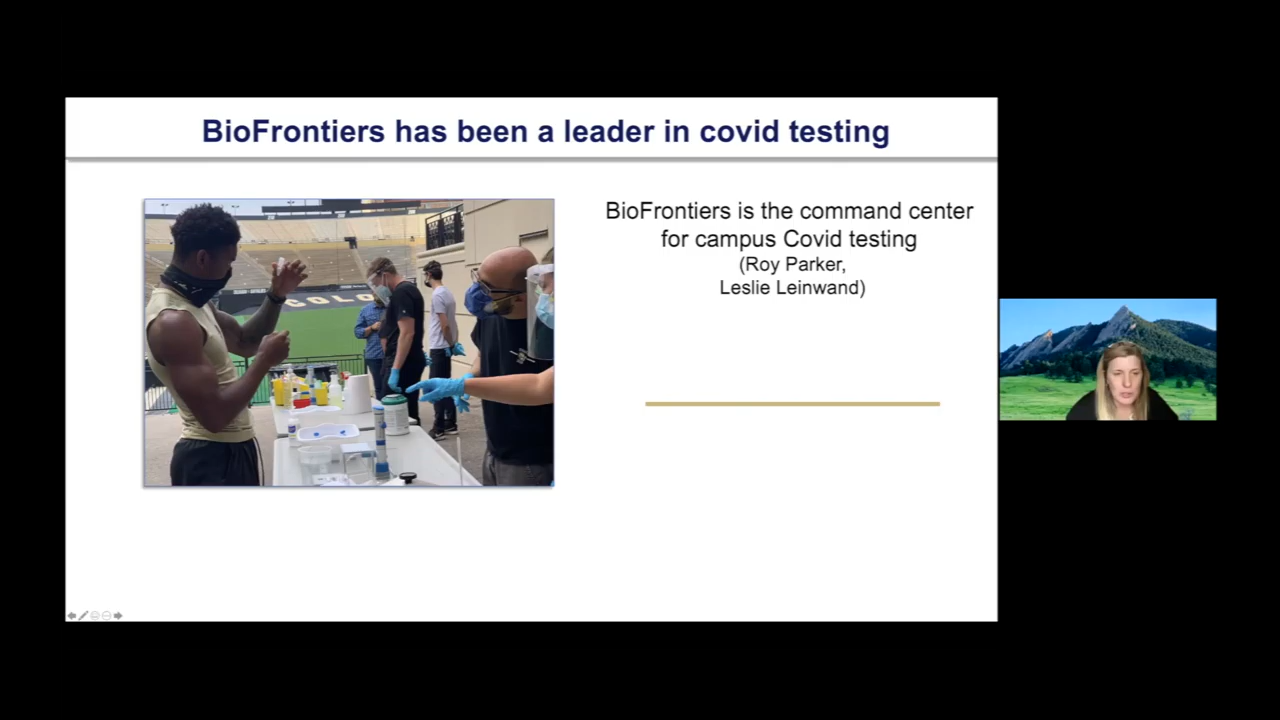 BioFrontiers has been a leader in covid testing
COLO
BioFrontiers is the command center
for campus Covid testing
(Roy Parker,
Leslie Leinwand)